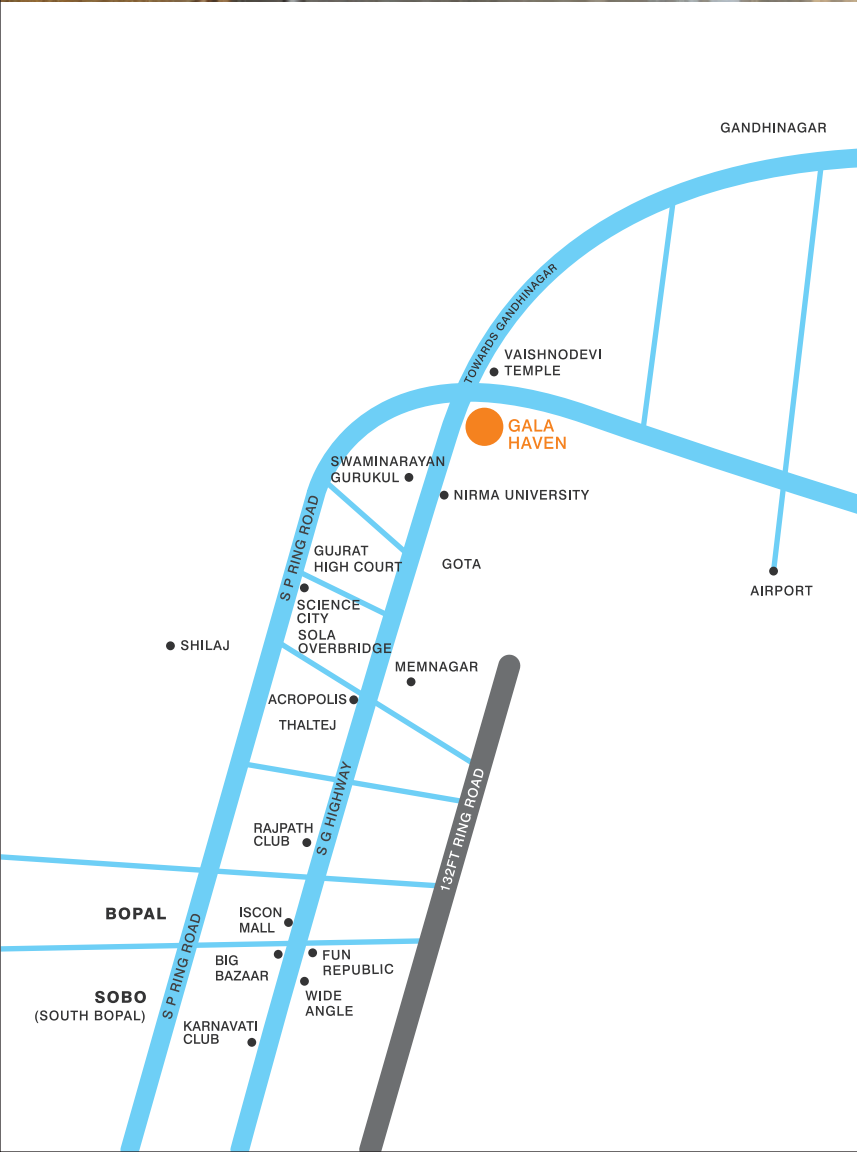 GANDHINAGAR
TOWARDS GANDHINAGAR
VAISHNODEVI
TEMPLE
GALA
HAVEN
SWAMINARAYAN
GURUKUL
NIRMA UNIVERSITY
S P RING ROAD
GUJRAT
HIGH COURT
GOTA
AIRPORT
SCIENCE
CITY
SOLA
OVERBRIDGE
SHILAJ
MEMNAGAR
ACROPOLIS
THALTEJ
S G HIGHWAY
132FT RING ROAD
RAJPATH
CLUB
BOPAL
ISCON
MALL
S P RING ROAD
BIG
BAZAAR
FUN
REPUBLIC
WIDE
ANGLE
SOBO
(SOUTH BOPAL)
KARNAVATI
CLUB